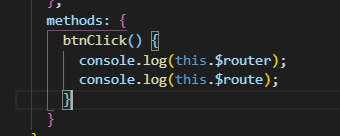 },
methods: {
btnClick() {
console.log(this.$router);
console.log(this.$route);
}
}